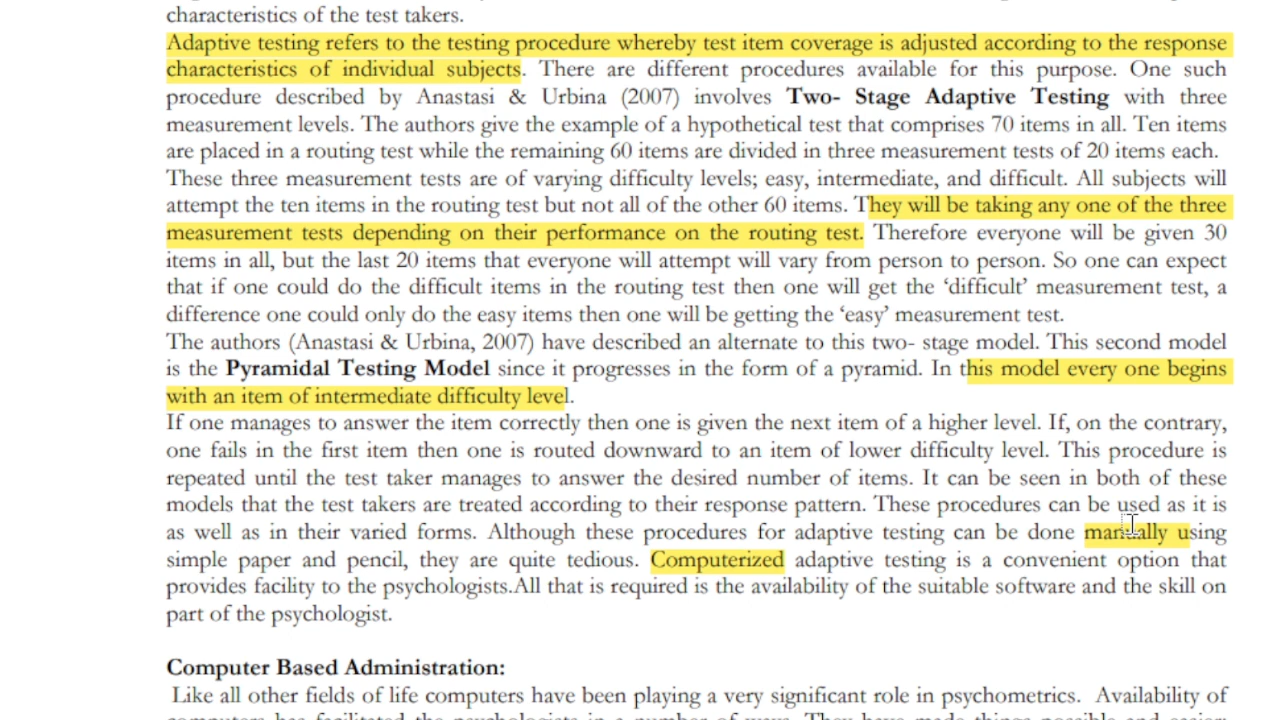 characteristics of the test takers.
Adaptive testing refers to the testing procedure whereby test item coverage is adjusted according to the response
characteristics of individual subjects. There are different procedures available for this purpose. One such
procedure described by Anastasi & Urbina (2007) involves Two- Stage Adaptive Testing with three
measurement levels. The authors give the example of a hypothetical test that comprises 70 items in all. Ten items
are placed in a routing test while the remaining 60 items are divided in three measurement tests of 20 items each.
These three measurement tests are of varying difficulty levels; easy, intermediate, and difficult. All subjects will
attempt the ten items in the routing test but not all of the other 60 items. They will be taking any one of the three
measurement tests depending on their performance on the routing test. Therefore everyone will be given 30
items in all, but the last 20 items that everyone will attempt will vary from person to person. So one can expect
that if one could do the difficult items in the routing test then one will get the ‘difficult’ measurement test, a
difference one could only do the easy items then one will be getting the ‘easy’ measurement test.
The authors (Anastasi & Urbina, 2007) have described an alternate to this two- stage model. This second model
is the Pyramidal Testing Model since it progresses in the form of a pyramid. In this model every one begins
with an item of intermediate difficulty level.
If one manages to answer the item correctly then one is given the next item of a higher level. If, on the contrary,
one fails in the first item then one is routed downward to an item of lower difficulty level. This procedure is
repeated until the test taker manages to answer the desired number of items. It can be seen in both of these
models that the test takers are treated according to their response pattern. These procedures can be used as it is
as well as in their varied forms. Although these procedures for adaptive testing can be done manually using
simple paper and pencil, they are quite tedious. Computerized adaptive testing is a convenient option that
provides facility to the psychologists.All that is required is the availability of the suitable software and the skill on
part of the psychologist.
Computer Based Administration:
Like all other fields of life computers have been playing a very significant role in psychometrics. Availability of